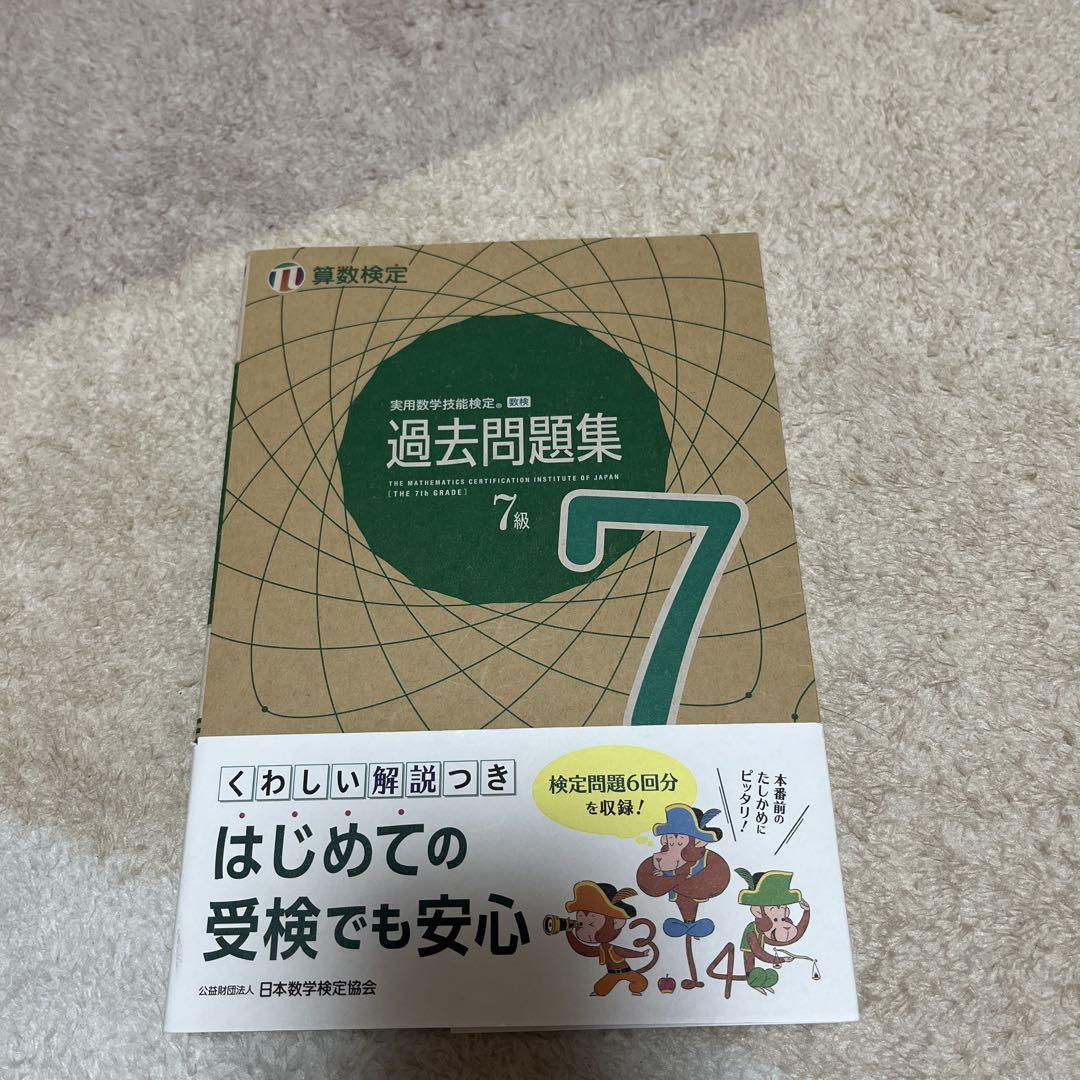 算数検定
実用数学技能検定® 数検
過去問題集
THE MATHEMATICS CERTIFICATION INSTITUTE OF JAPAN
[THE 7th GRADE]
7級
7
くわしい解説つき
はじめての
受検でも安心
公益財団法人 日本数学検定協会
検定問題6回分
を収録!
本番前の
たしかめに
ピッタリ!
3.14